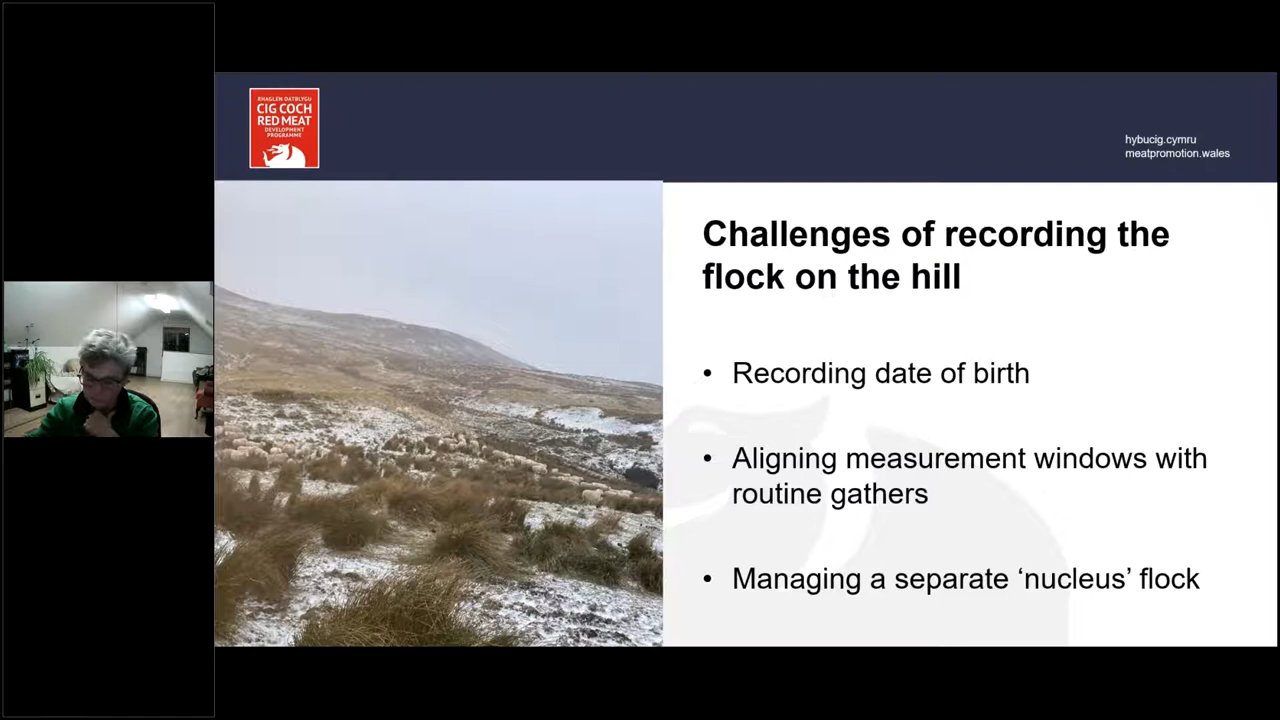 RHAGLEN DATBLYGU
CIG COCH
RED MEAT
DEVELOPMENT
PROGRAMME
hybucig.cymru
meatpromotion.wales
Challenges of recording the
flock on the hill
• Recording date of birth
• Aligning measurement windows with
routine gathers
• Managing a separate ‘nucleus’ flock